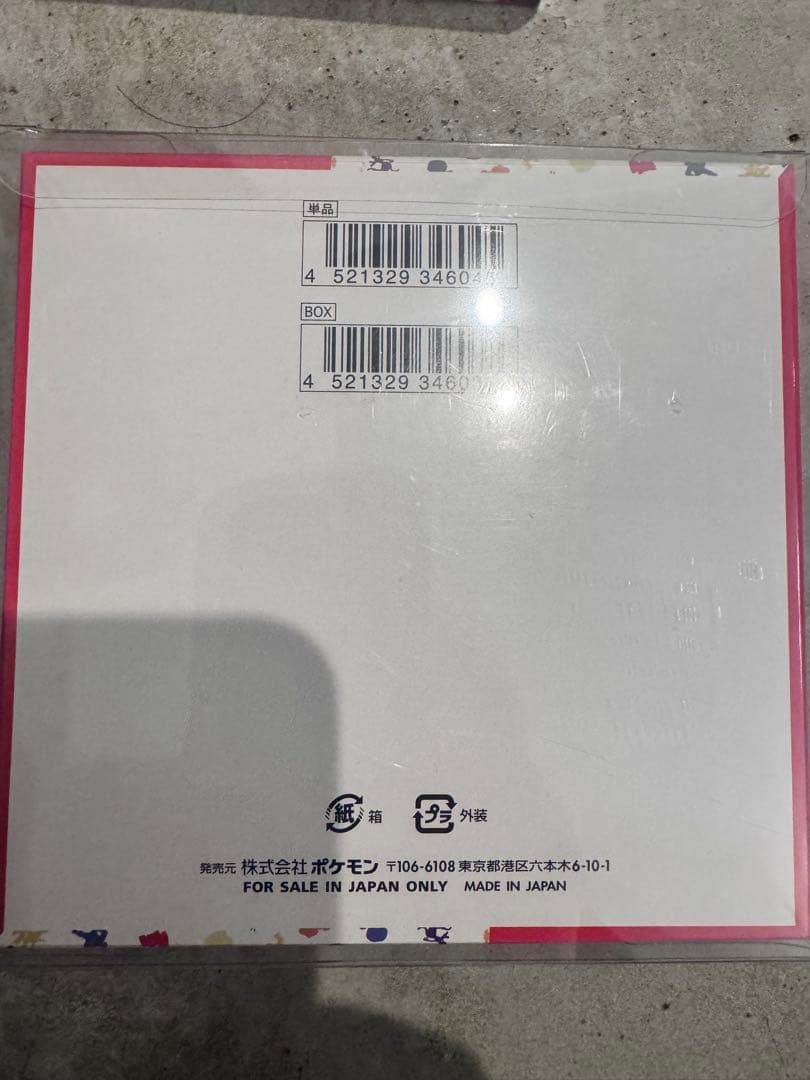 単品
4 521329 34604
BOX
4 521329 3460
紙 箱
プラ 外装
発売元 株式会社 ポケモン 〒106-6108 東京都港区六本木6-10-1
FOR SALE IN JAPAN ONLY MADE IN JAPAN